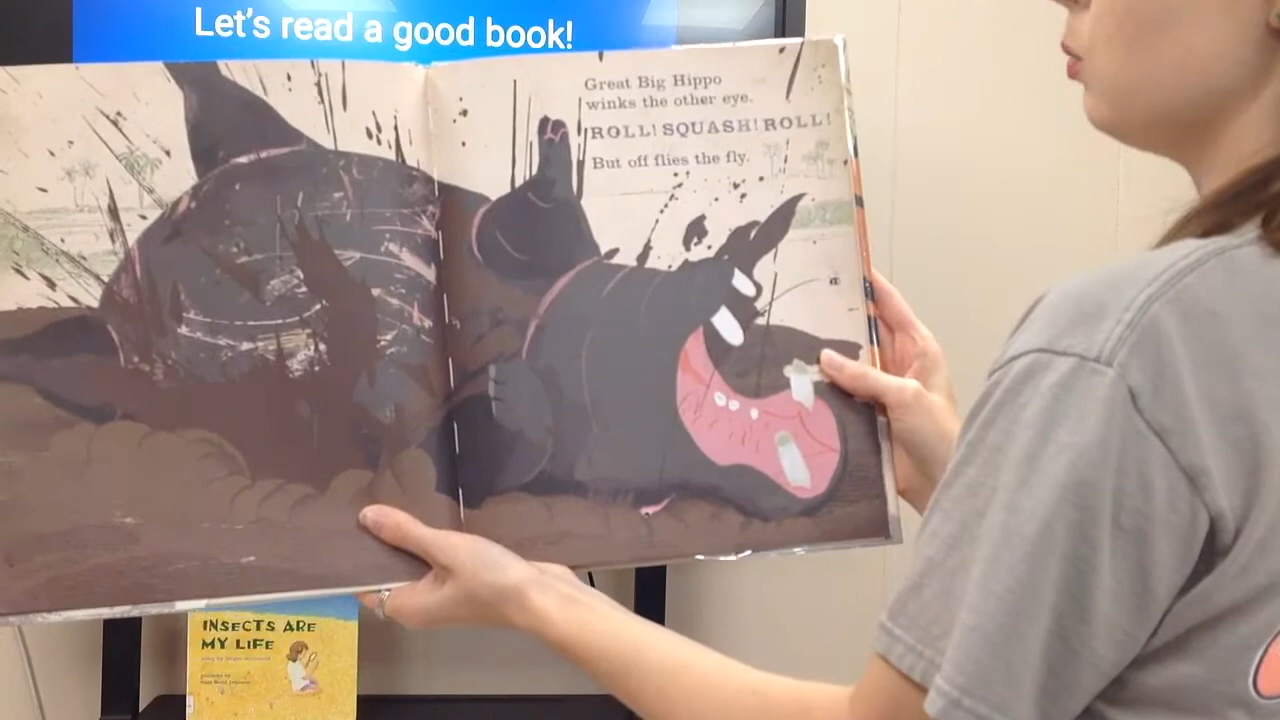 Let's read a good book!
Great Big Hippo
winks the other eye.
ROLL! SQUASH! ROLL!
But off flies the fly.
INSECTS ARE
MY LIFE